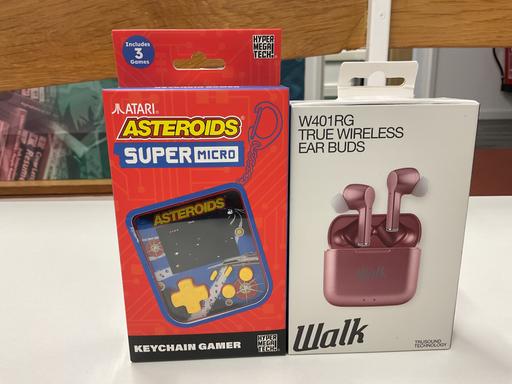 Includes
3
Games
HYPER
MEGA
TECH!
ATARI
ASTEROIDS
SUPER MICRO
ASTEROIDS
KEYCHAIN GAMER
HYPER
MEGA
TECH!
W401RG
TRUE WIRELESS
EAR BUDS
Walk
Walk
TRUSOUND
TECHNOLOGY